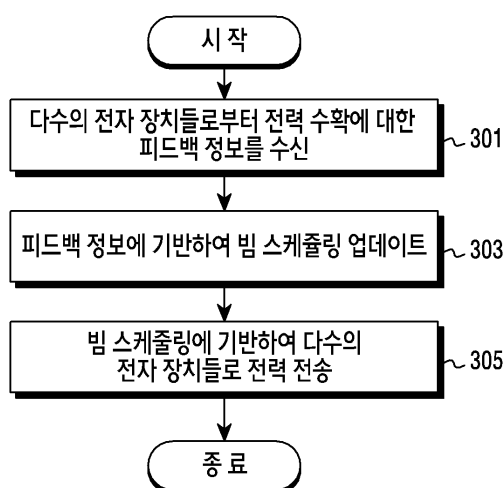 시 작
다수의 전자 장치들로부터 전력 수확에 대한
피드백 정보를 수신
301
피드백 정보에 기반하여 빔 스케쥴링 업데이트
303
빔 스케줄링에 기반하여 다수의
전자 장치들로 전력 전송
305
종 료